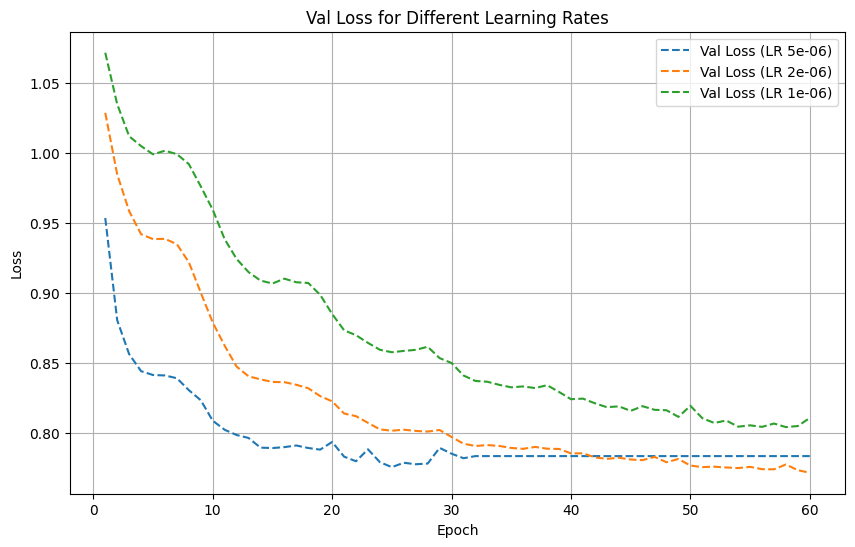 Val Loss for Different Learning Rates
Val Loss (LR 5e-06)
Val Loss (LR 2e-06)
Val Loss (LR 1e-06)
Loss
1.05
1.00
0.95
0.90
0.85
0.80
0 10 20 30 40 50 60
Epoch